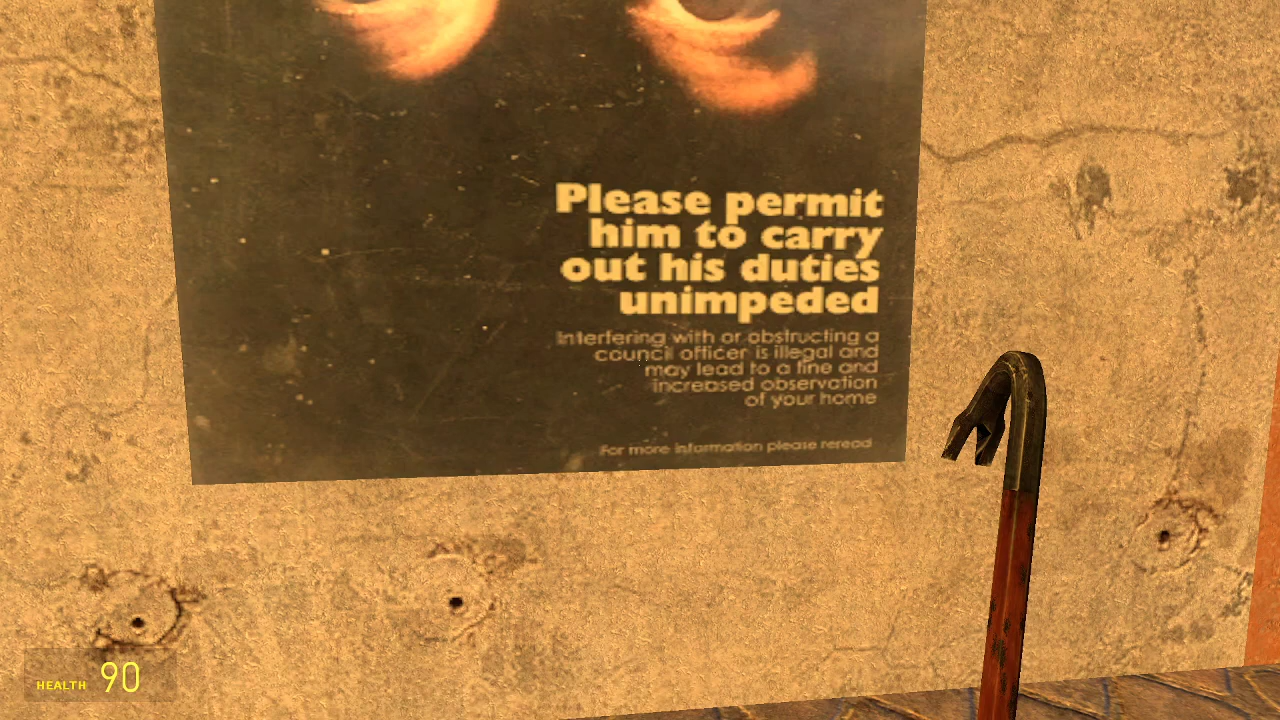 Please permit
him to carry
out his duties
unimpeded
Interfering with or obstructing a
council officer is illegal and
may lead to a fine and
increased observation
of your home
For more information please reread
HEALTH 90